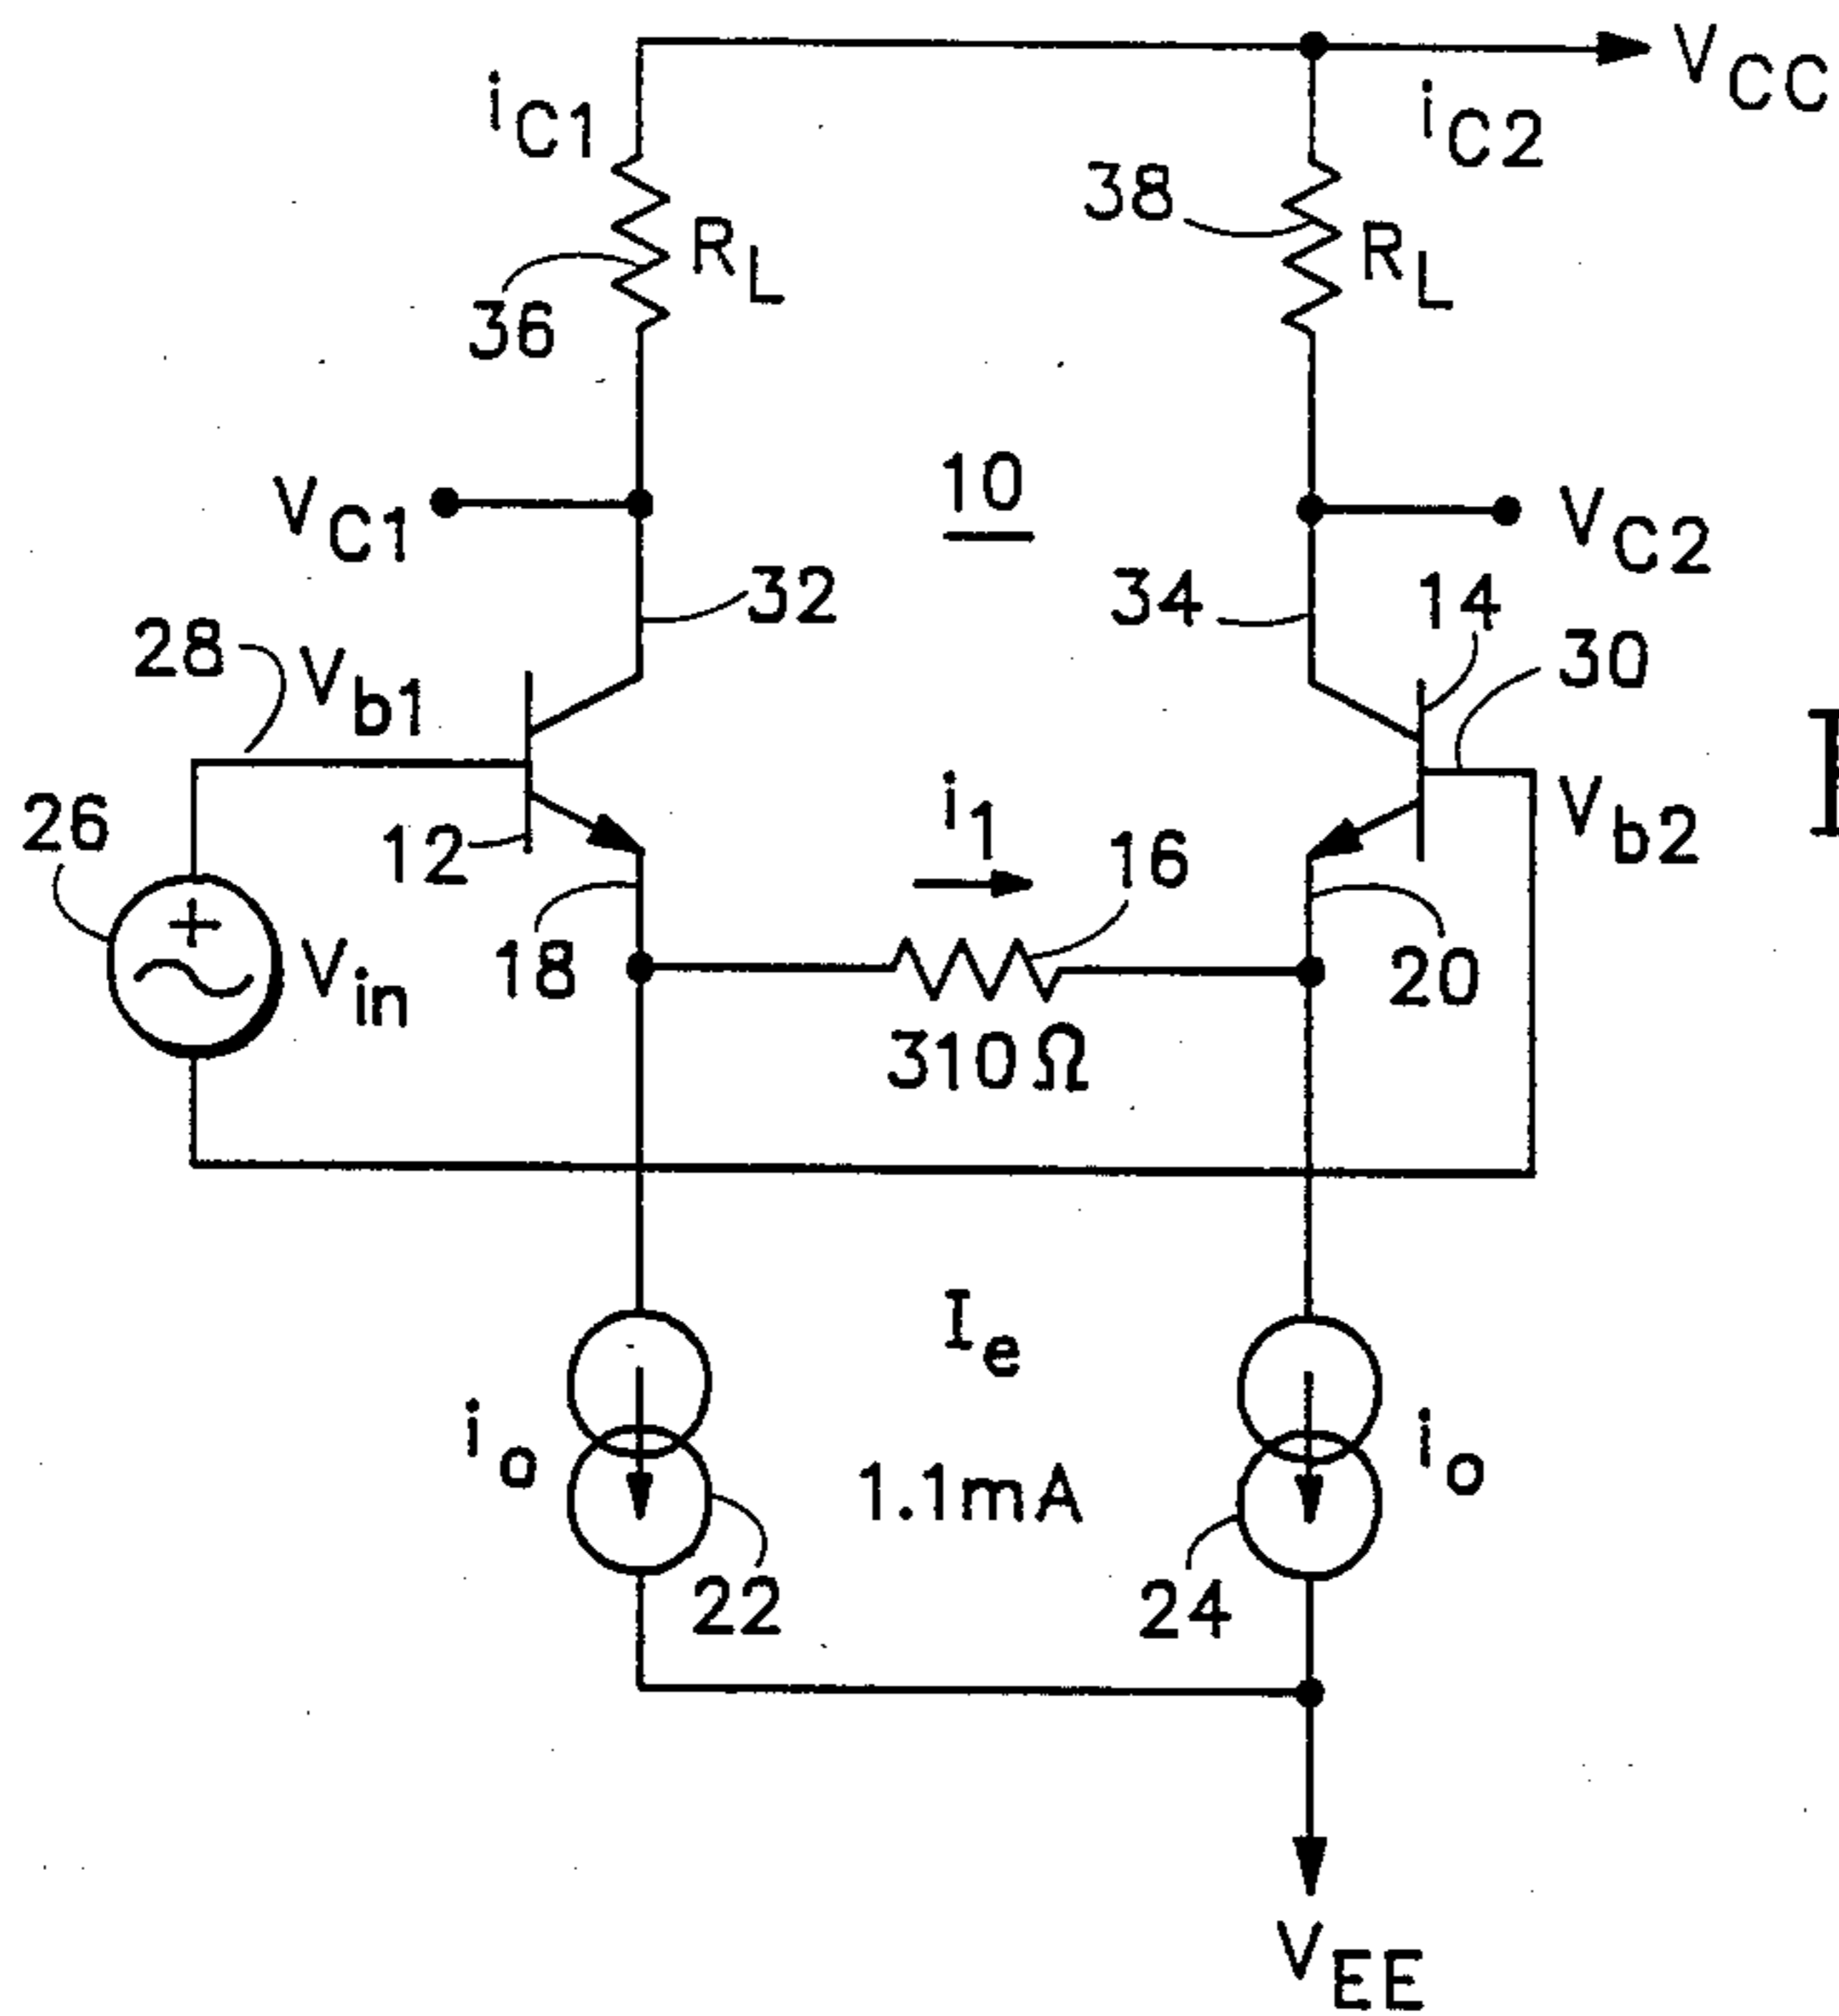 V_CC
i_C1
i_C2
38
R_L
R_L
36
10
V_C1
V_C2
32
34
14
28
V_b1
30
i_1
V_b2
26
12
16
+
V_in
18
20
310 Ω
I_e
i_o
i_o
1.1mA
22
24
V_EE